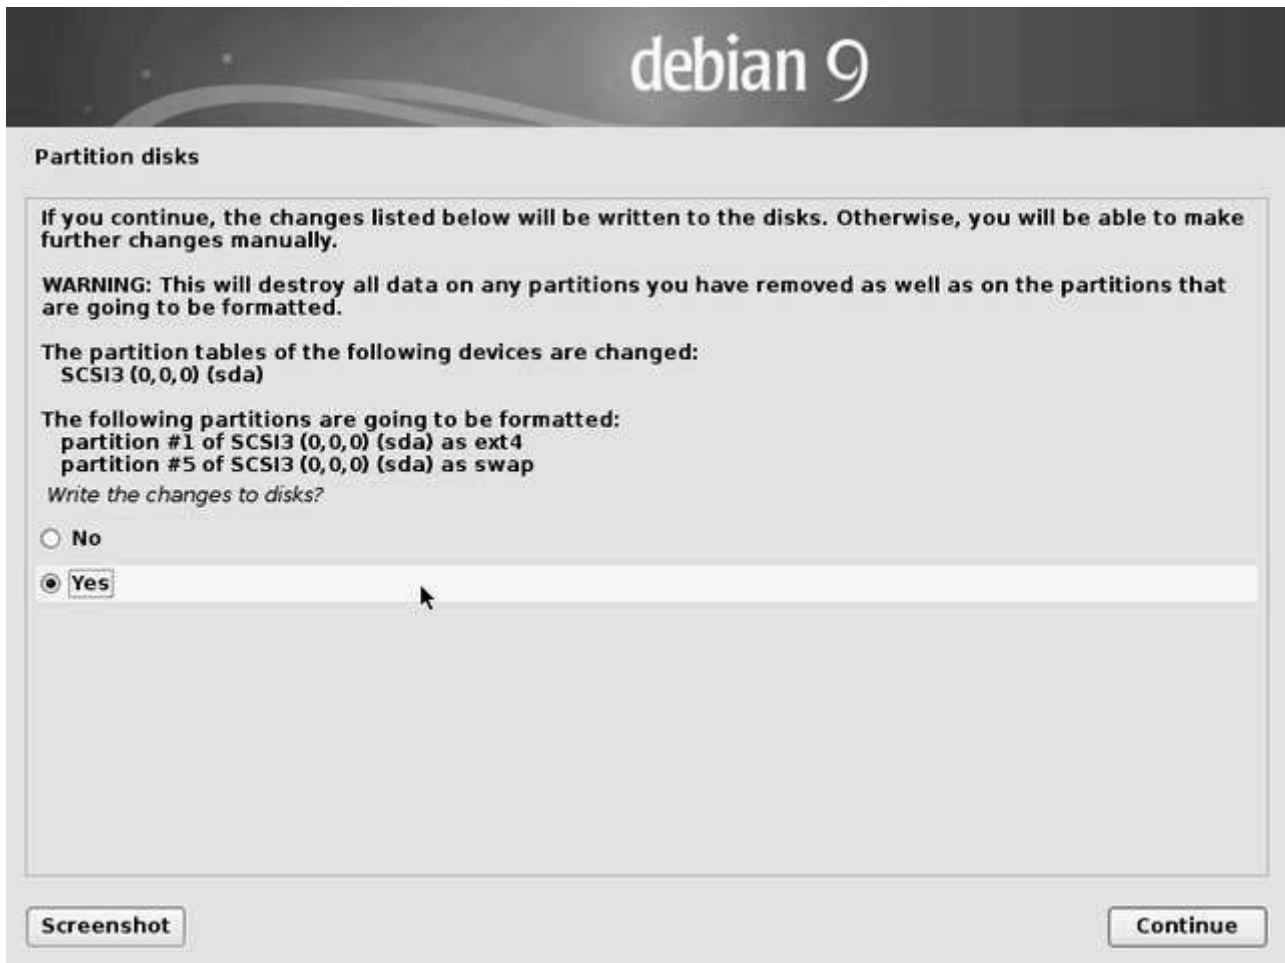 debian 9
Partition disks
If you continue, the changes listed below will be written to the disks. Otherwise, you will be able to make
further changes manually.
WARNING: This will destroy all data on any partitions you have removed as well as on the partitions that
are going to be formatted.
The partition tables of the following devices are changed:
SCSI3 (0,0,0) (sda)
The following partitions are going to be formatted:
partition #1 of SCSI3 (0,0,0) (sda) as ext4
partition #5 of SCSI3 (0,0,0) (sda) as swap
Write the changes to disks?
No
Yes
Screenshot
Continue